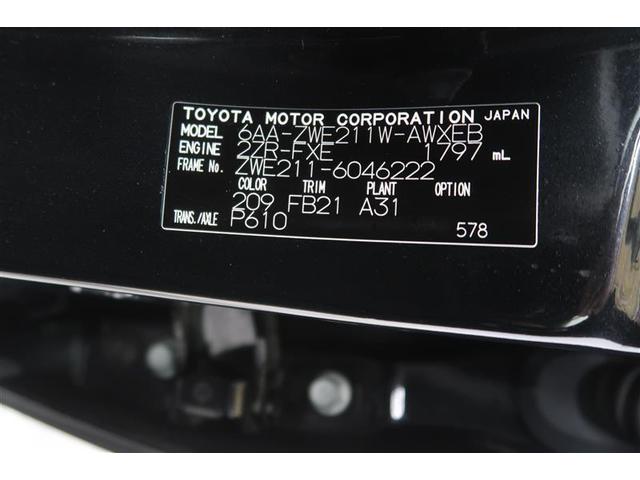 TOYOTA MOTOR CORPORATION JAPAN
MODEL 6AA-ZWE211W-AWXEB
ENGINE 2ZR-FXE 1797 mL
FRAME No. ZWE211-6046222
COLOR TRIM PLANT OPTION
209 FB21 A31
TRANS./AXLE P610 578